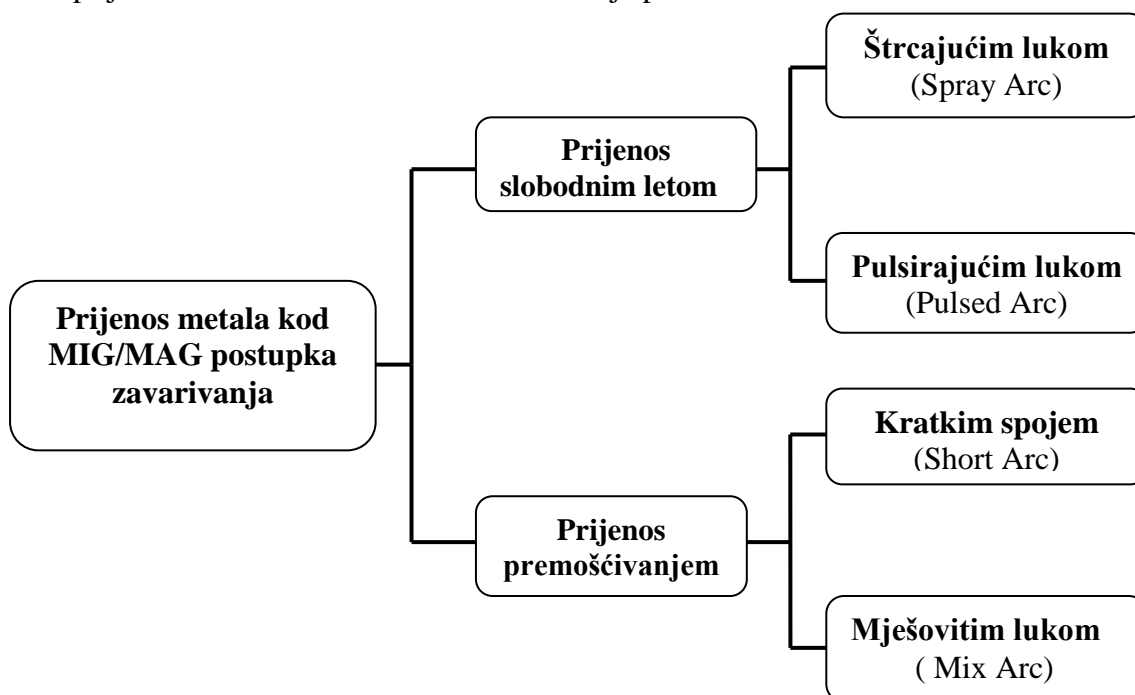 Štrcajućim lukom
(Spray Arc)
Prijenos
slobodnim letom
Pulsirajućim lukom
(Pulsed Arc)
Prijenos metala kod
MIG/MAG postupka
zavarivanja
Kratkim spojem
(Short Arc)
Prijenos
premošćivanjem
Mješovitim lukom
( Mix Arc)